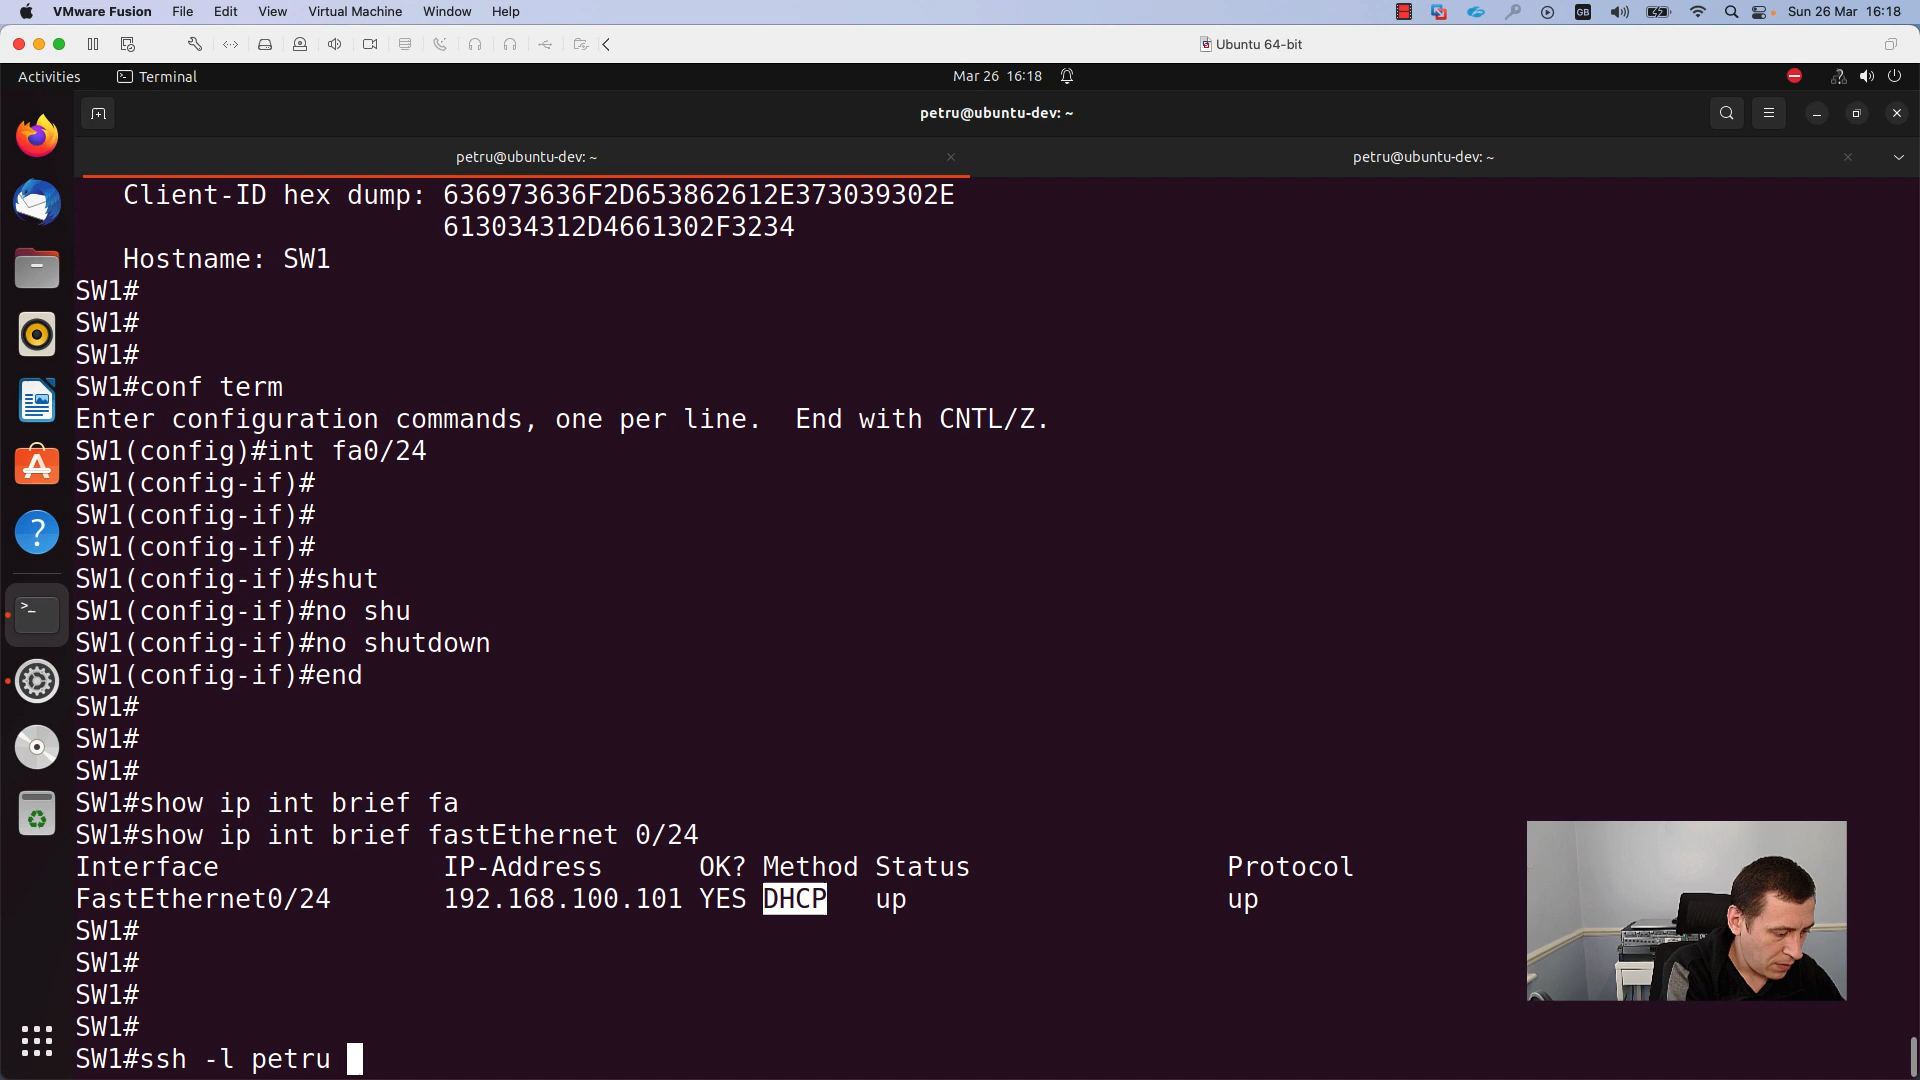 VMware Fusion File Edit View Virtual Machine Window Help GB Sun 26 Mar 16:18
Ubuntu 64-bit
Activities Terminal Mar 26 16:18
petru@ubuntu-dev: ~
petru@ubuntu-dev: ~ petru@ubuntu-dev: ~
Client-ID hex dump: 636973636F2D653862612E373039302E
613034312D4661302F3234
Hostname: SW1
SW1#
SW1#
SW1#
SW1#conf term
Enter configuration commands, one per line.  End with CNTL/Z.
SW1(config)#int fa0/24
SW1(config-if)#
SW1(config-if)#
SW1(config-if)#
SW1(config-if)#shut
SW1(config-if)#no shu
SW1(config-if)#no shutdown
SW1(config-if)#end
SW1#
SW1#
SW1#
SW1#show ip int brief fa
SW1#show ip int brief fastEthernet 0/24
Interface IP-Address OK? Method Status Protocol
FastEthernet0/24 192.168.100.101 YES DHCP up up
SW1#
SW1#
SW1#
SW1#
SW1#ssh -l petru